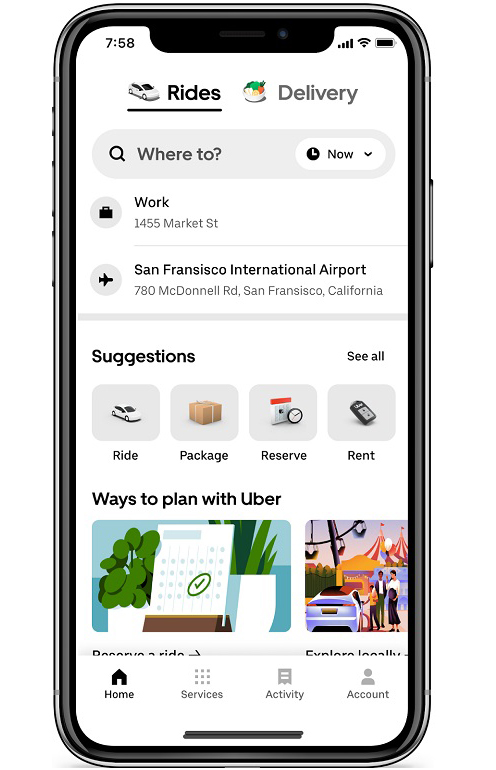 7:58
Rides Delivery
Where to? Now
Work
1455 Market St
San Fransisco International Airport
780 McDonnell Rd, San Fransisco, California
Suggestions See all
Ride Package Reserve Rent
Ways to plan with Uber
Reserve a ride →
Explore locally
Home Services Activity Account